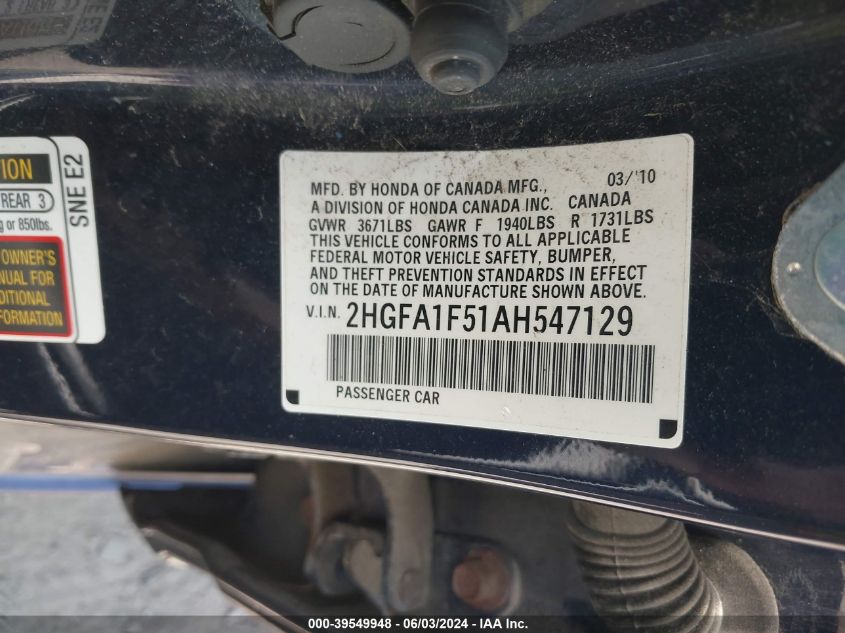 TION
REAR 3
g or 850lbs.
OWNER'S
ANUAL FOR
DITIONAL
FORMATION
SNE E2
03/'10
MFD. BY HONDA OF CANADA MFG.,
A DIVISION OF HONDA CANADA INC. CANADA
GVWR 3671LBS GAWR F 1940LBS R 1731LBS
THIS VEHICLE CONFORMS TO ALL APPLICABLE
FEDERAL MOTOR VEHICLE SAFETY, BUMPER,
AND THEFT PREVENTION STANDARDS IN EFFECT
ON THE DATE OF MANUFACTURE SHOWN ABOVE.
V.I.N. 2HGFA1F51AH547129
PASSENGER CAR
000-39549948 - 06/03/2024 - IAA Inc.